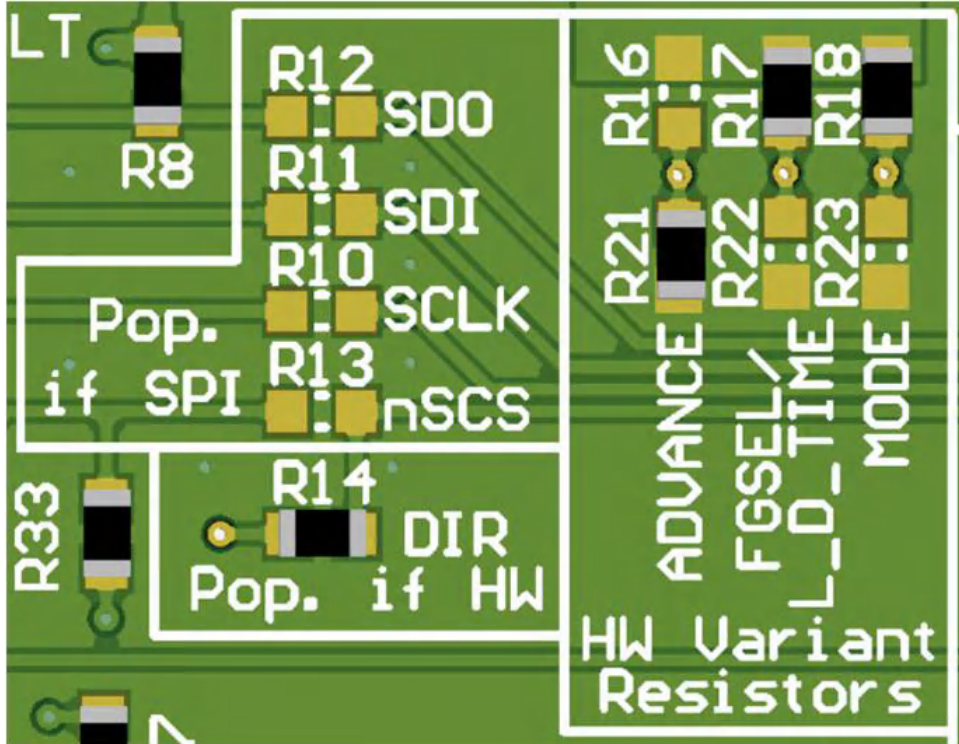 LT
R8
R12
SDO
R11
SDI
R10
SCLK
R13
nSCS
Pop.
if SPI
R33
R14
DIR
Pop. if HW
R16
R17
R18
R21
R22
R23
ADVANCE
FGSEL/
L_D_TIME
MODE
HW Variant
Resistors